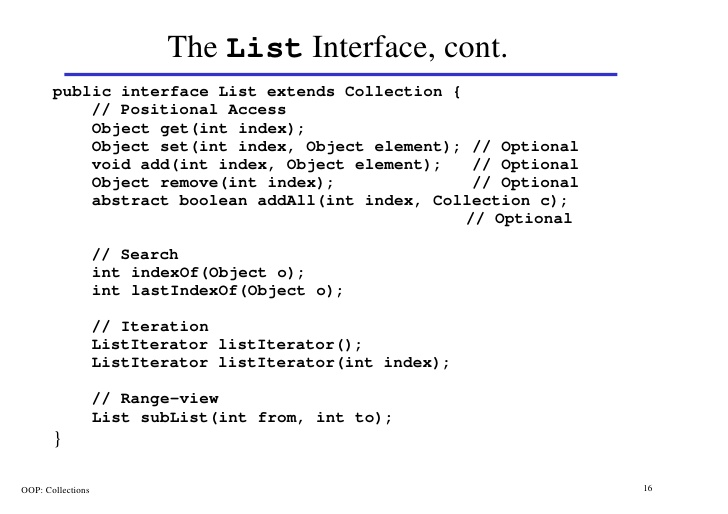 The List Interface, cont.
public interface List extends Collection {
// Positional Access
Object get(int index);
Object set(int index, Object element); // Optional
void add(int index, Object element);   // Optional
Object remove(int index);              // Optional
abstract boolean addAll(int index, Collection c);
// Optional
// Search
int indexOf(Object o);
int lastIndexOf(Object o);
// Iteration
ListIterator listIterator();
ListIterator listIterator(int index);
// Range-view
List subList(int from, int to);
}
OOP: Collections
16